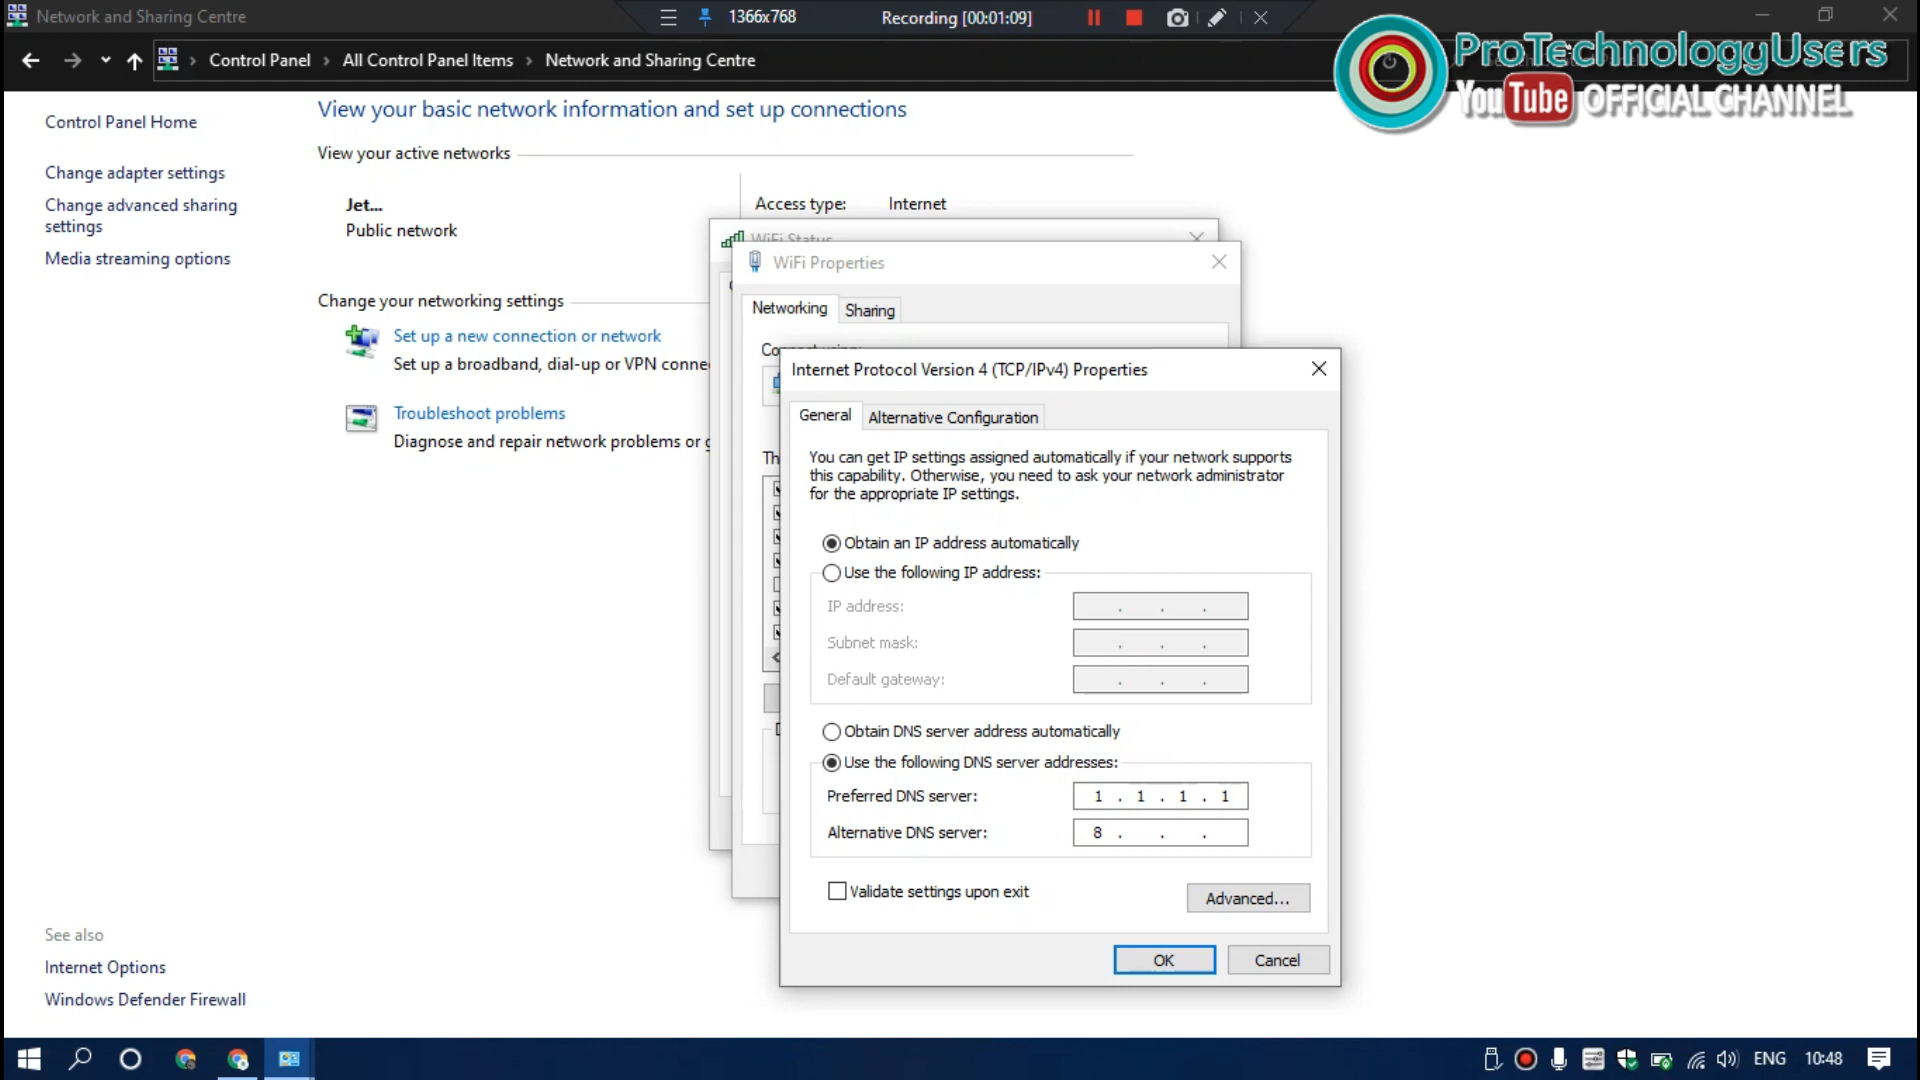 Network and Sharing Centre
1366x768
Recording [00:01:09]
Control Panel
All Control Panel Items
Network and Sharing Centre
ProTechnologyUsers
YouTube OFFICIAL CHANNEL
Control Panel Home
View your basic network information and set up connections
View your active networks
Change adapter settings
Change advanced sharing
settings
Media streaming options
Jet...
Public network
Access type:
Internet
Change your networking settings
Set up a new connection or network
Set up a broadband, dial-up or VPN conne
Troubleshoot problems
Diagnose and repair network problems or g
WiFi Status
WiFi Properties
Networking
Sharing
Internet Protocol Version 4 (TCP/IPv4) Properties
General
Alternative Configuration
You can get IP settings assigned automatically if your network supports
this capability. Otherwise, you need to ask your network administrator
for the appropriate IP settings.
Obtain an IP address automatically
Use the following IP address:
IP address:
. . .
Subnet mask:
. . .
Default gateway:
. . .
Obtain DNS server address automatically
Use the following DNS server addresses:
Preferred DNS server:
1 . 1 . 1 . 1
Alternative DNS server:
8 . . .
Validate settings upon exit
Advanced...
OK
Cancel
See also
Internet Options
Windows Defender Firewall
ENG
10:48